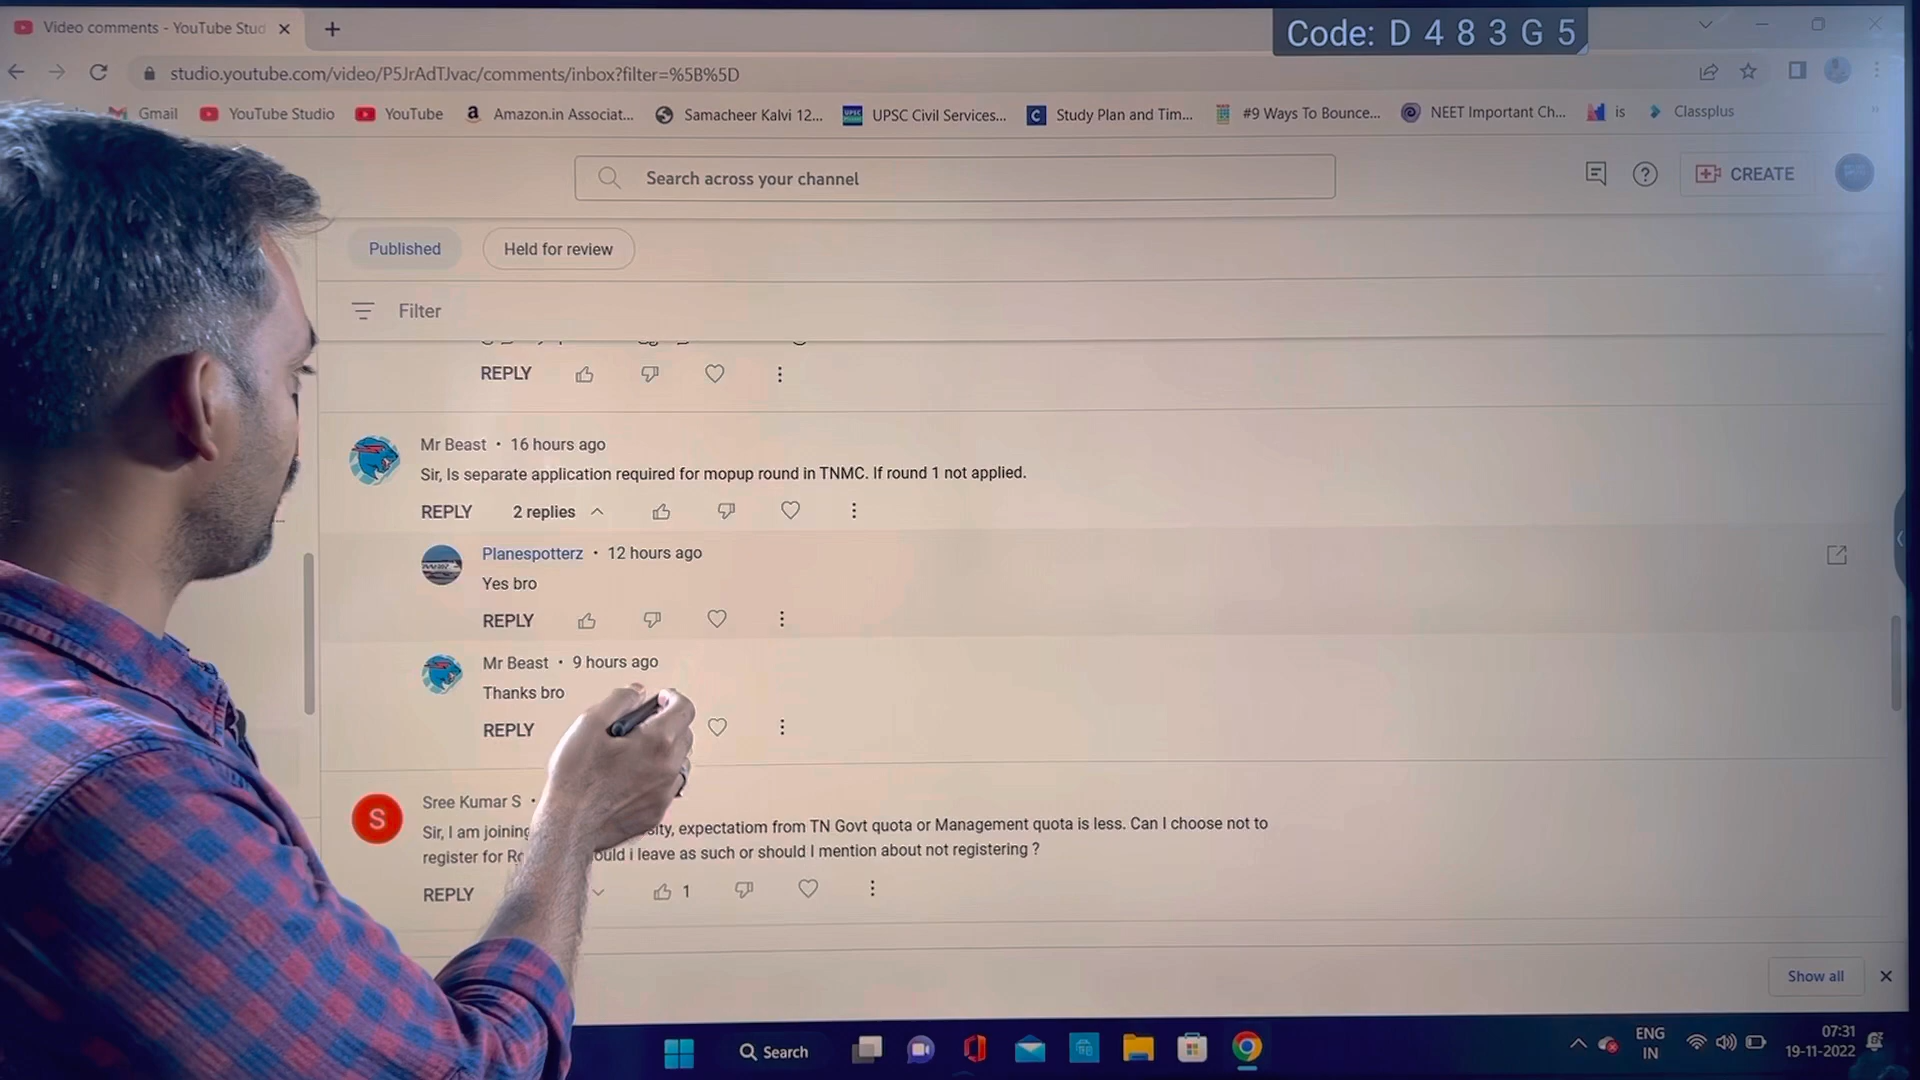 Video comments - YouTube Stud
Code: D 4 8 3 G 5
studio.youtube.com/video/P5JrAdTJvac/comments/inbox?filter=%5B%5D
Gmail YouTube Studio YouTube Amazon.in Associat... Samacheer Kalvi 12... UPSC Civil Services... Study Plan and Tim... #9 Ways To Bounce... NEET Important Ch... is Classplus
Search across your channel
CREATE
Published Held for review
Filter
REPLY
Mr Beast • 16 hours ago
Sir, Is separate application required for mopup round in TNMC. If round 1 not applied.
REPLY 2 replies
Planespotterz • 12 hours ago
Yes bro
REPLY
Mr Beast • 9 hours ago
Thanks bro
REPLY
S
Sree Kumar S •
Sir, I am joining expectatiom from TN Govt quota or Management quota is less. Can I choose not to
register for i leave as such or should I mention about not registering ?
REPLY 1
Show all
Search
ENG
IN
07:31
19-11-2022